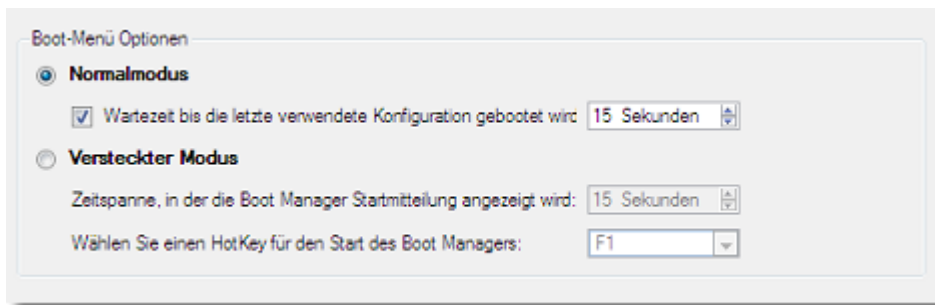 Boot-Menü Optionen
Normalmodus
Wartezeit bis die letzte verwendete Konfiguration gebootet wird 15 Sekunden
Versteckter Modus
Zeitspanne, in der die Boot Manager Startmitteilung angezeigt wird: 15 Sekunden
Wählen Sie einen HotKey für den Start des Boot Managers: F1